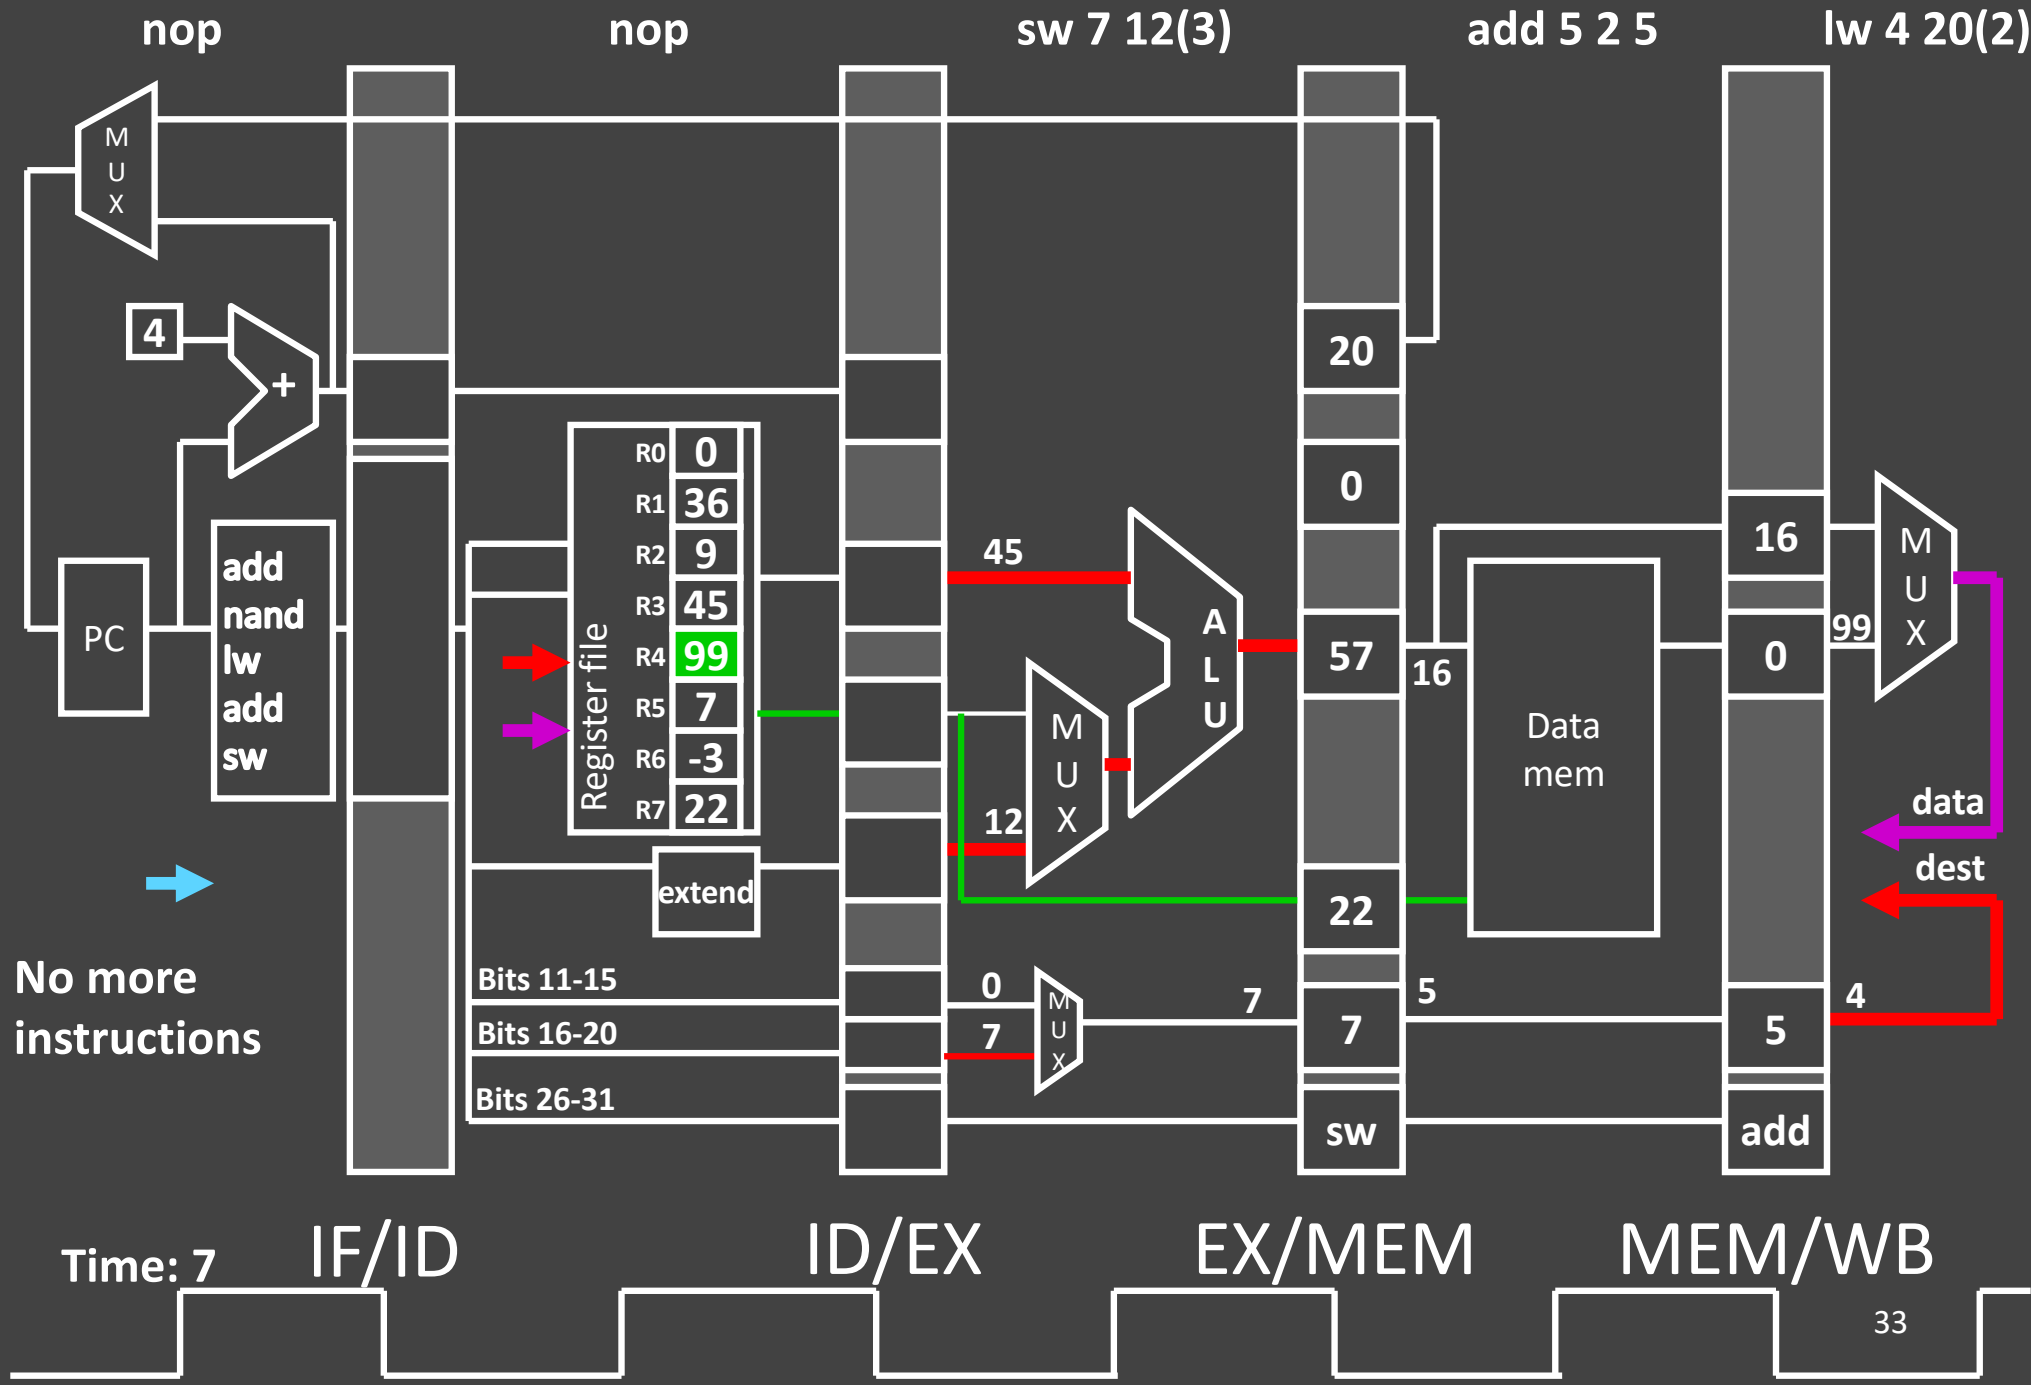 nop
nop
sw 7 12(3)
add 5 2 5
lw 4 20(2)
M
U
X
4
+
20
R0 0
R1 36
R2 9
R3 45
R4 99
R5 7
R6 -3
R7 22
Register file
0
16
M
U
X
45
PC
add
nand
lw
add
sw
A
L
U
57
16
0
99
M
U
X
Data
mem
12
data
dest
extend
22
No more
instructions
Bits 11-15
Bits 16-20
Bits 26-31
0
7
M
U
X
7
7
5
5
4
sw
add
Time: 7
IF/ID
ID/EX
EX/MEM
MEM/WB
33